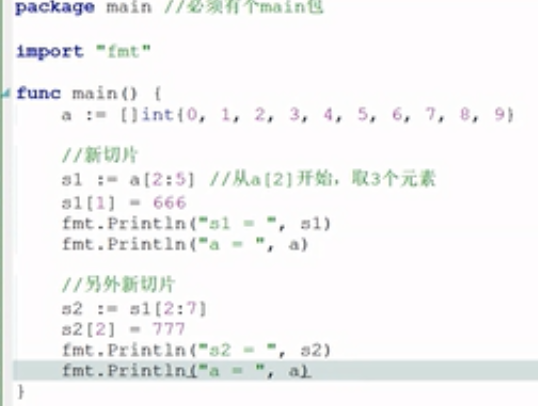 package main //必须有个main包
import "fmt"
func main() {
a := []int{0, 1, 2, 3, 4, 5, 6, 7, 8, 9}
//新切片
s1 := a[2:5] //从a[2]开始，取3个元素
s1[1] = 666
fmt.Println("s1 = ", s1)
fmt.Println("a = ", a)
//另外新切片
s2 := s1[2:7]
s2[2] = 777
fmt.Println("s2 = ", s2)
fmt.Println("a = ", a)
}